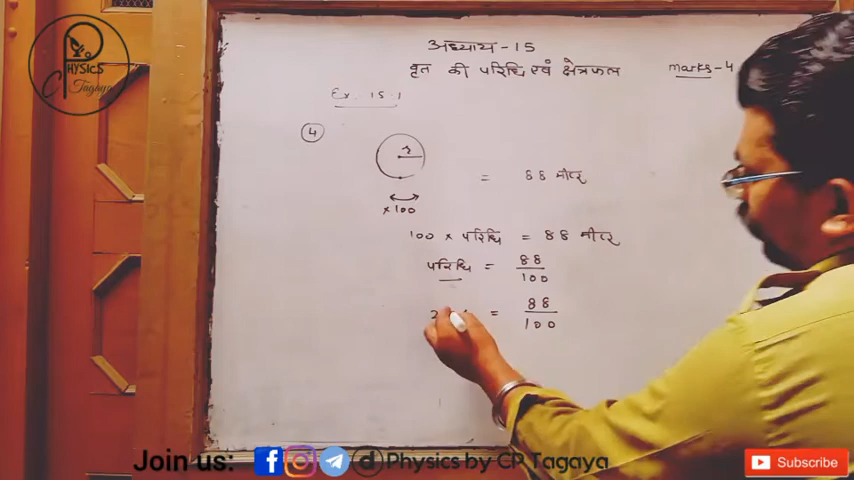 PHYSICS
Tagaya
अध्याय-15
वृत की परिधि एवं क्षेत्रफल marks-4
Ex. 15.1
4
r
= 88 मीटर
×100
100 × परिधि = 88 मीटर
परिधि = 88/100
2 = 88/100
Join us: Physics by CP Tagaya
Subscribe